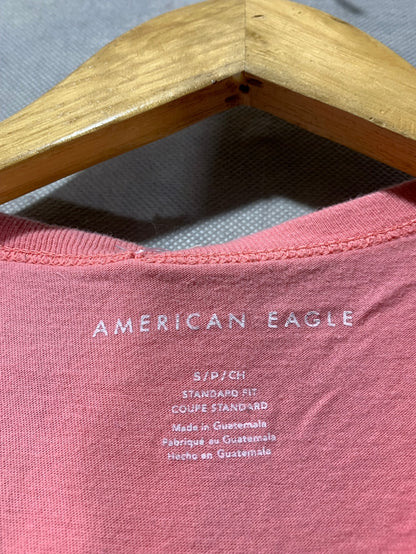 AMERICAN EAGLE
S/P/CH
STANDARD FIT
COUPE STANDARD
Made in Guatemala
Fabriqué au Guatemala
Hecho en Guatemala